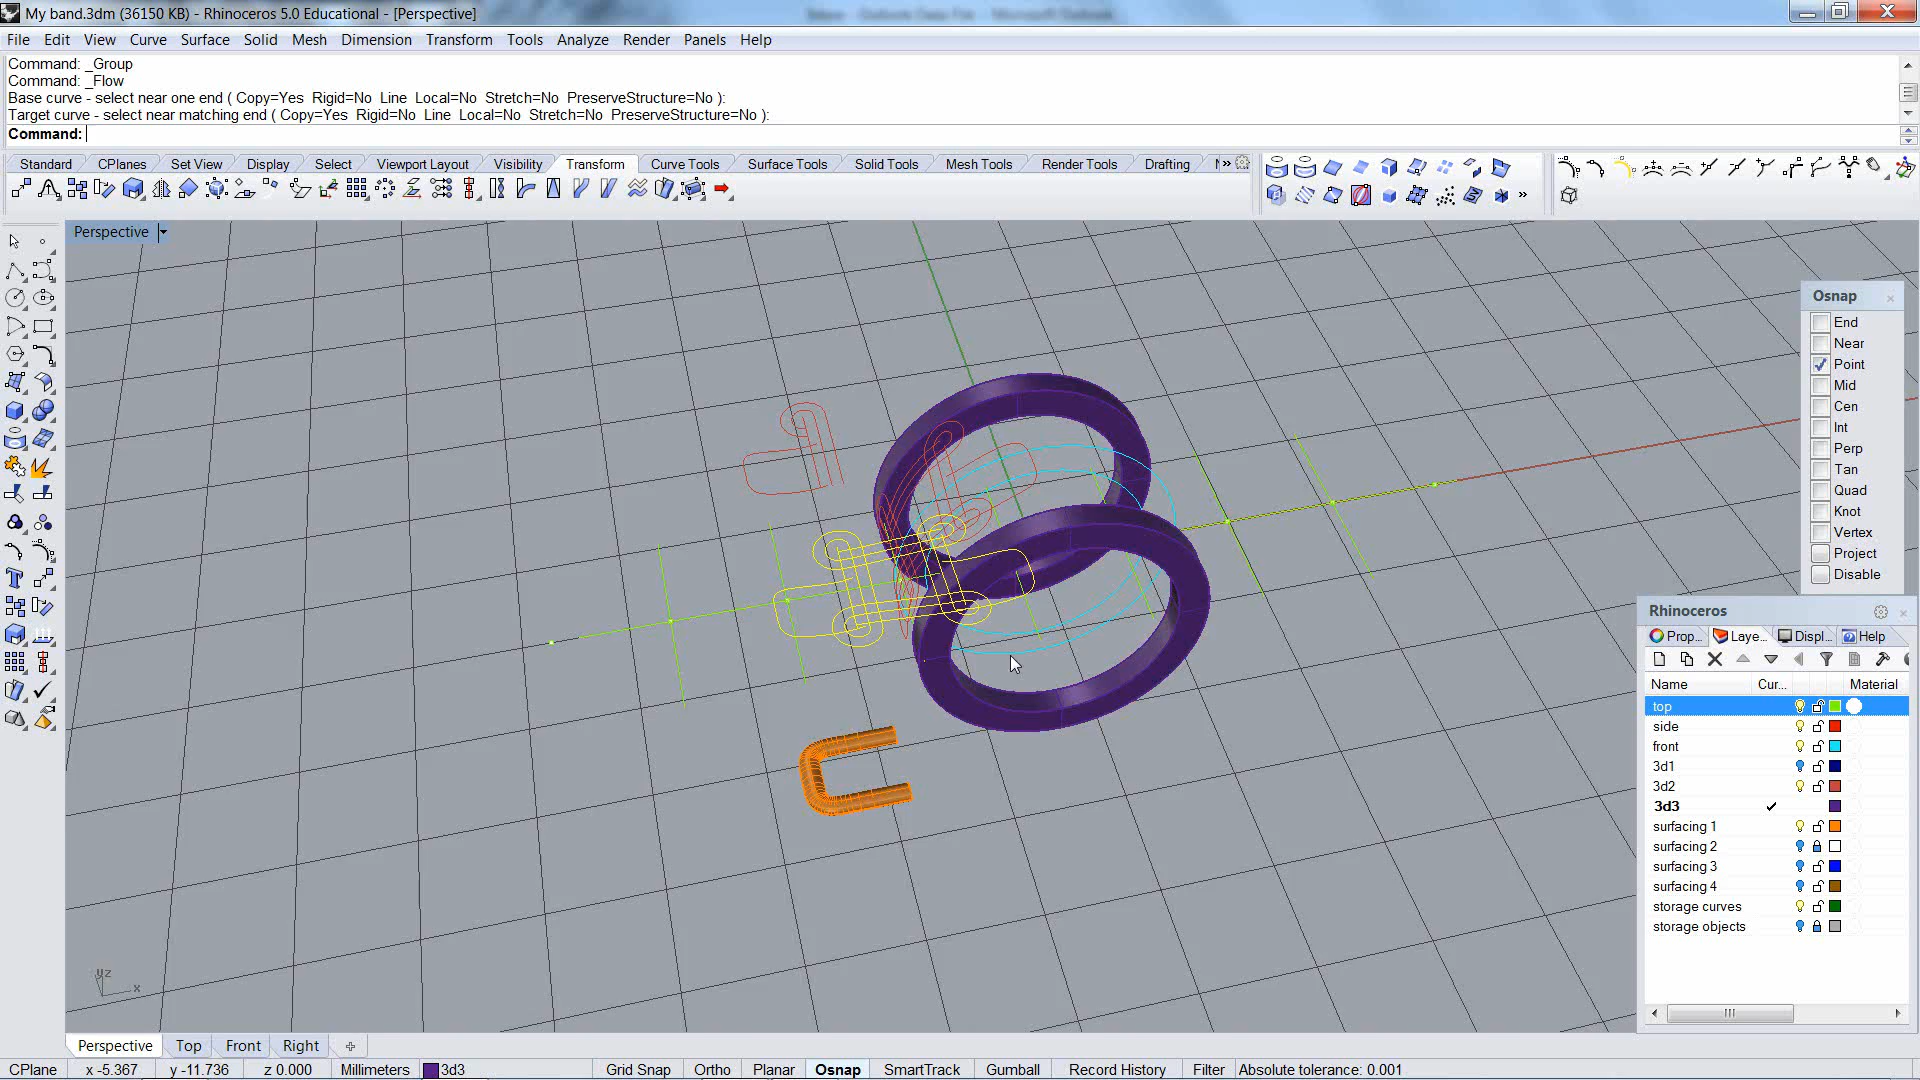 My band.3dm (36150 KB) - Rhinoceros 5.0 Educational - [Perspective]
File Edit View Curve Surface Solid Mesh Dimension Transform Tools Analyze Render Panels Help
Command: _Group
Command: _Flow
Base curve - select near one end ( Copy=Yes Rigid=No Line Local=No Stretch=No PreserveStructure=No ):
Target curve - select near matching end ( Copy=Yes Rigid=No Line Local=No Stretch=No PreserveStructure=No ):
Command:
Standard CPlanes Set View Display Select Viewport Layout Visibility Transform Curve Tools Surface Tools Solid Tools Mesh Tools Render Tools Drafting
Perspective
Osnap
End
Near
Point
Mid
Cen
Int
Perp
Tan
Quad
Knot
Vertex
Project
Disable
Rhinoceros
Prop... Laye... Displ... Help
Name Cur... Material
top
side
front
3d1
3d2
3d3
surfacing 1
surfacing 2
surfacing 3
surfacing 4
storage curves
storage objects
yz
x
Perspective Top Front Right
CPlane x -5.367 y -11.736 z 0.000 Millimeters 3d3 Grid Snap Ortho Planar Osnap SmartTrack Gumball Record History Filter Absolute tolerance: 0.001